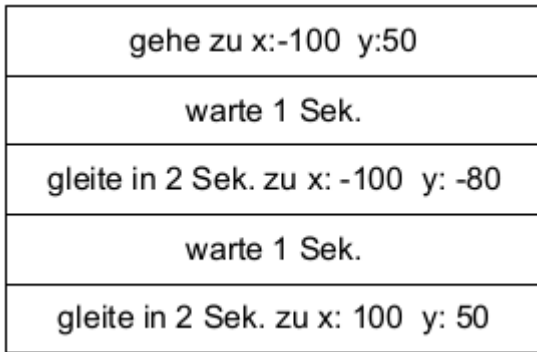 gehe zu x:-100  y:50
warte 1 Sek.
gleite in 2 Sek. zu x: -100  y: -80
warte 1 Sek.
gleite in 2 Sek. zu x: 100  y: 50